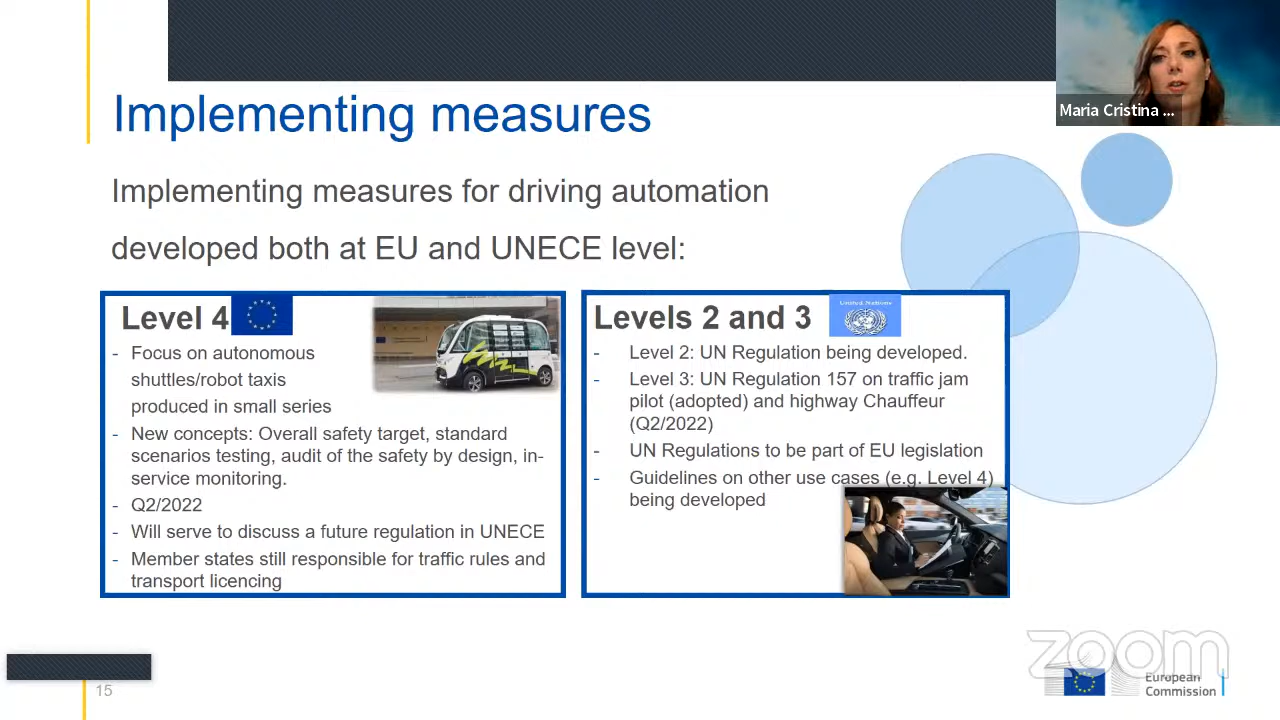 Maria Cristina ...
Implementing measures
Implementing measures for driving automation
developed both at EU and UNECE level:
Level 4
- Focus on autonomous
shuttles/robot taxis
produced in small series
- New concepts: Overall safety target, standard
scenarios testing, audit of the safety by design, in-
service monitoring.
- Q2/2022
- Will serve to discuss a future regulation in UNECE
- Member states still responsible for traffic rules and
transport licencing
Levels 2 and 3
United Nations
- Level 2: UN Regulation being developed.
- Level 3: UN Regulation 157 on traffic jam
pilot (adopted) and highway Chauffeur
(Q2/2022)
- UN Regulations to be part of EU legislation
- Guidelines on other use cases (e.g. Level 4)
being developed
zoom
European
Commission
15